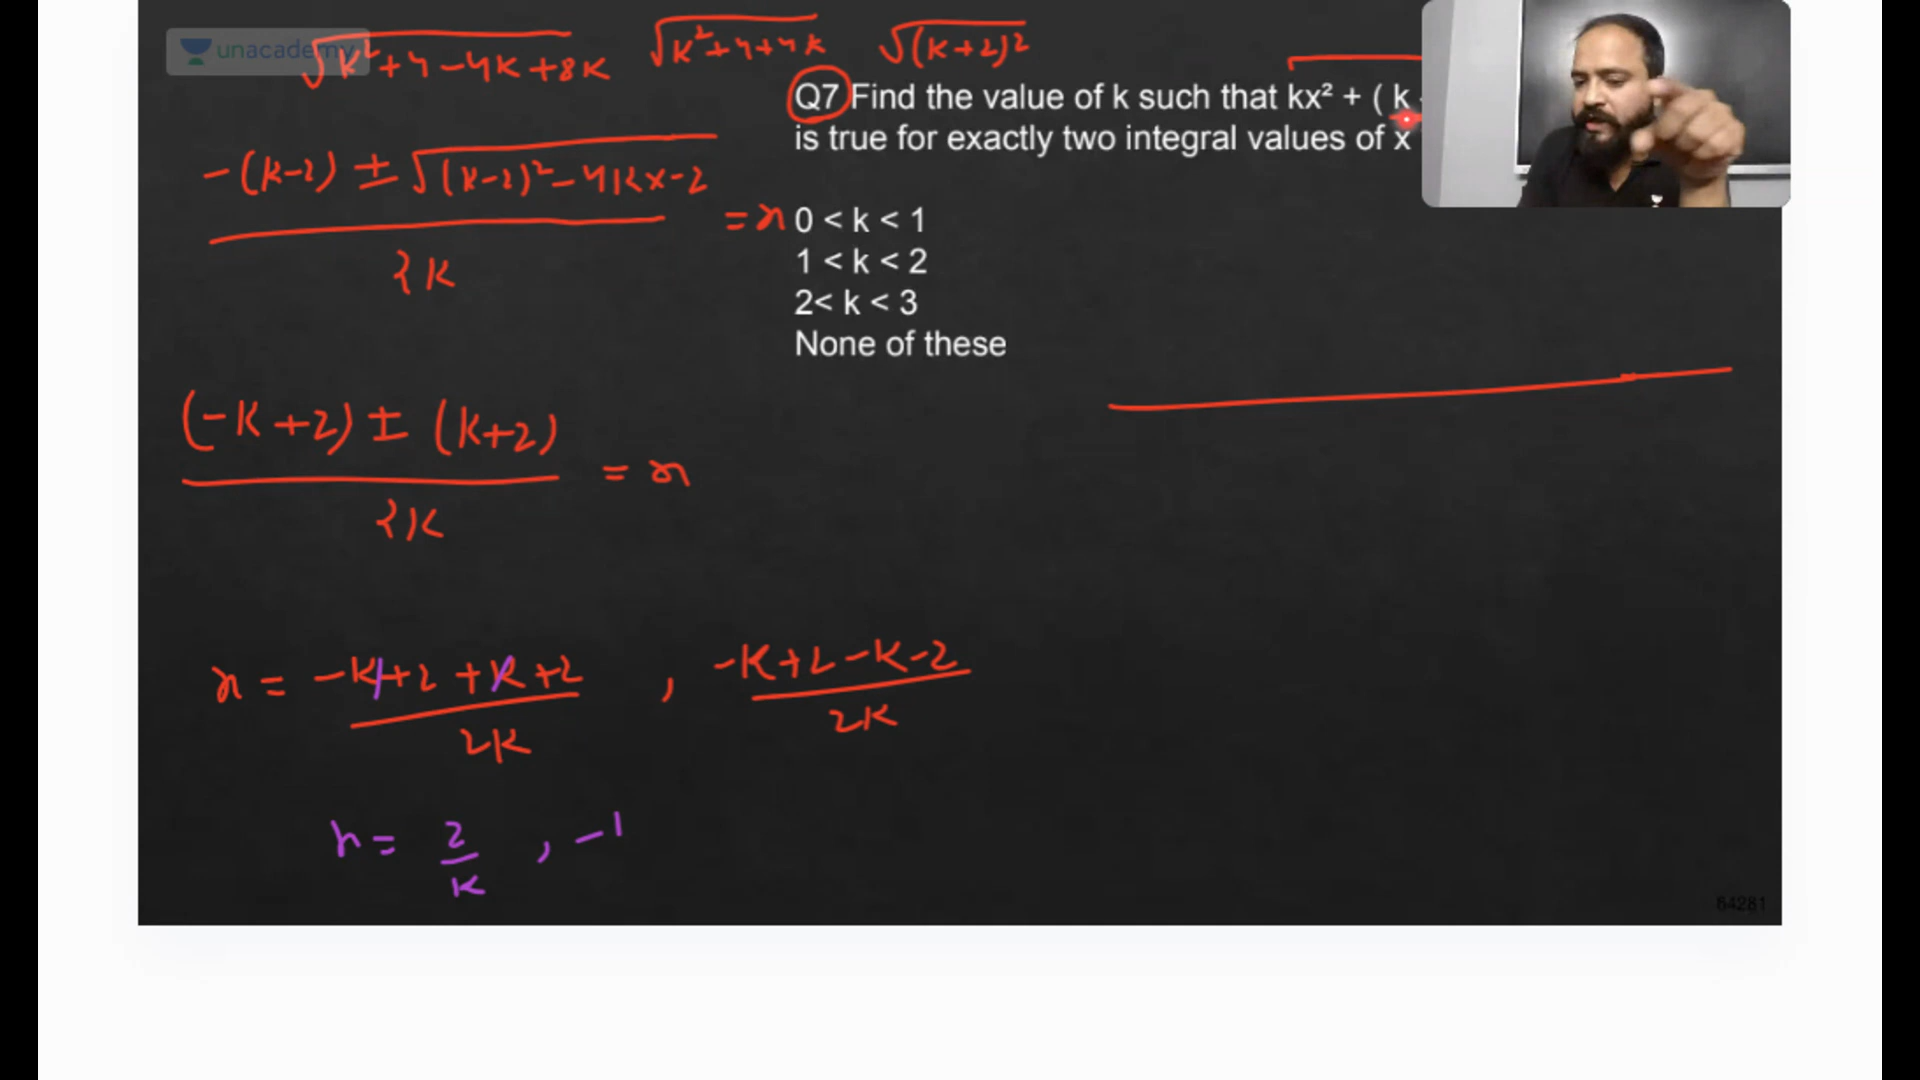 unacademy
√k²+4-4k+8k √k²+4+4k √(k+2)²
Q7 Find the value of k such that kx² + ( k
is true for exactly two integral values of x
-(k-2) ± √(k-2)²-4kx-2
2k
= x
0 < k < 1
1 < k < 2
2< k < 3
None of these
(-k+2) ± (k+2)
2k
= x
x = -k+2+k+2 , -k+2-k-2
2k 2k
x = 2 , -1
k
64281